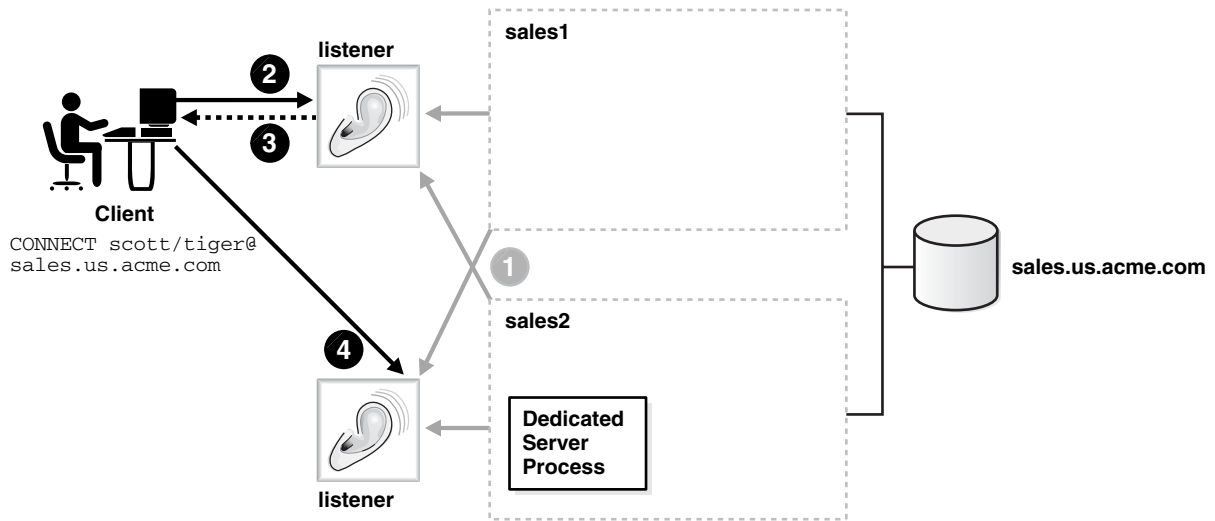 sales1
listener
2
3
Client
CONNECT scott/tiger@
sales.us.acme.com
1
sales.us.acme.com
sales2
4
Dedicated
Server
Process
listener